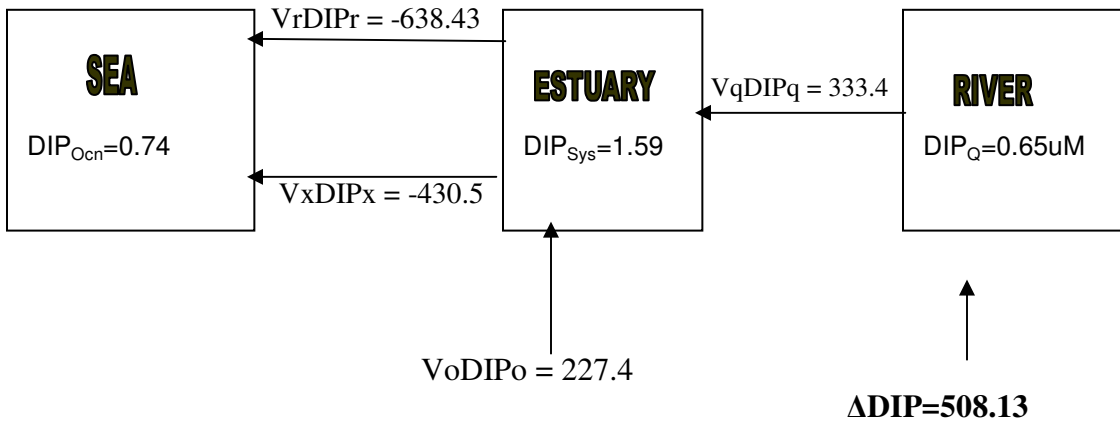 VrDIPr = -638.43
SEA
ESTUARY
VqDIPq = 333.4
RIVER
DIPOcn=0.74
DIPSys=1.59
DIPQ=0.65uM
VxDIPx = -430.5
VoDIPo = 227.4
ΔDIP=508.13